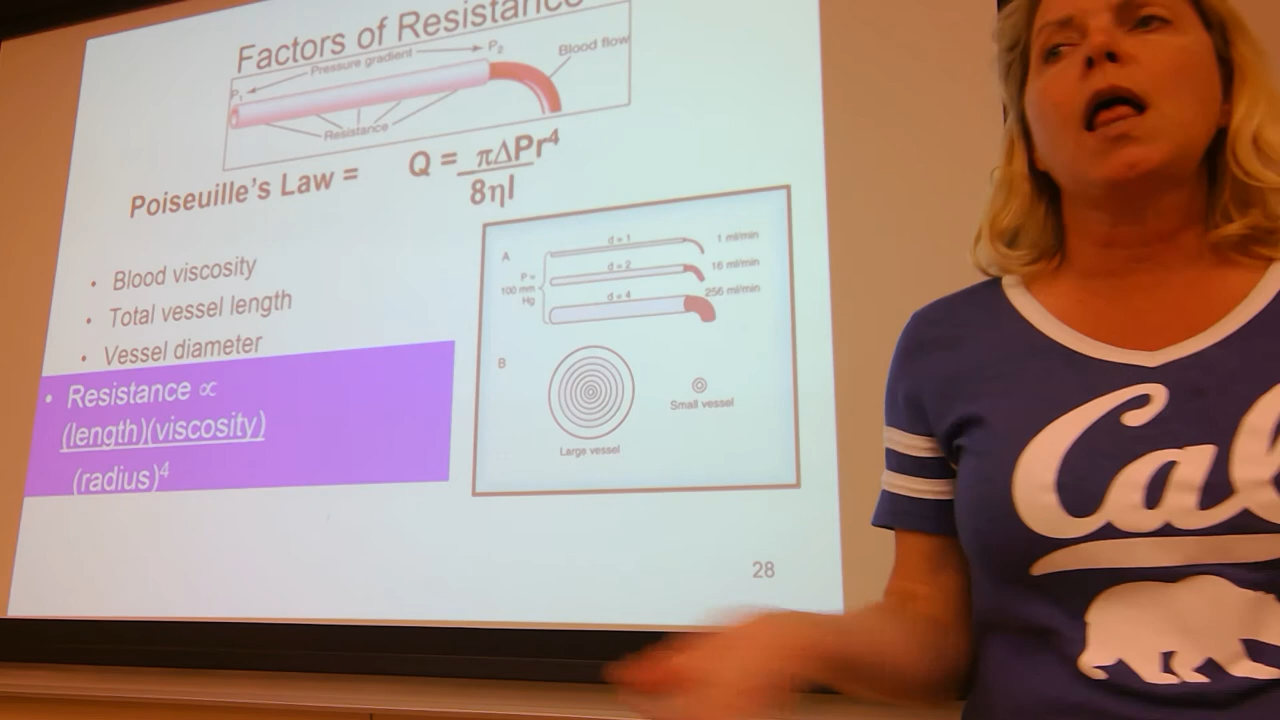 Factors of Resistance
Pressure gradient
P2
Blood flow
P1
Resistance
Poiseuille's Law = Q = πΔPr⁴
8ηl
• Blood viscosity
• Total vessel length
• Vessel diameter
• Resistance ∝
(length)(viscosity)
(radius)⁴
A
P =
100 mm
Hg
d = 1
1 ml/min
d = 2
16 ml/min
d = 4
256 ml/min
B
Large vessel
Small vessel
28
Cal